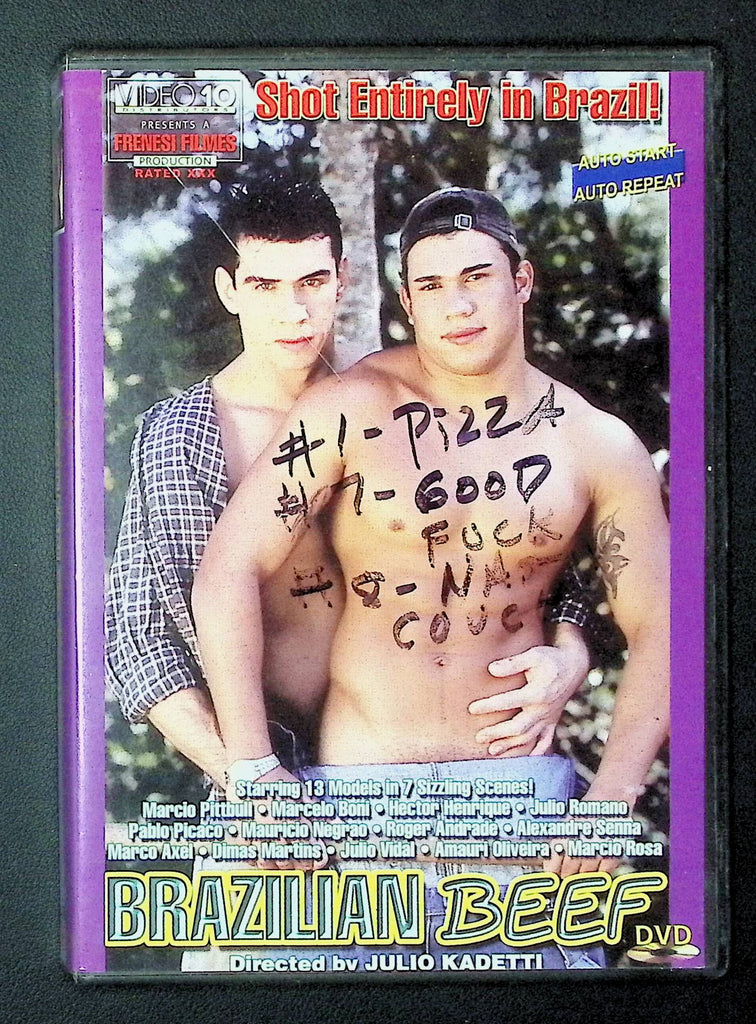 VIDEO 10
DISTRIBUTORS
PRESENTS A
FRENESI FILMES
PRODUCTION
RATED XXX
Shot Entirely in Brazil!
AUTO START
AUTO REPEAT
#1-PIZZA
#7-GOOD
FUCK
#8-
COUCH
Starring 13 Models in 7 Sizzling Scenes!
Marcio Pittbull • Marcelo Boni • Hector Henrique • Julio Romano
Pablo Picaco • Mauricio Negrao • Roger Andrade • Alexandre Senna
Marco Axel • Dimas Martins • Julio Vidal • Amauri Oliveira • Marcio Rosa
BRAZILIAN BEEF
DVD
Directed by JULIO KADETTI